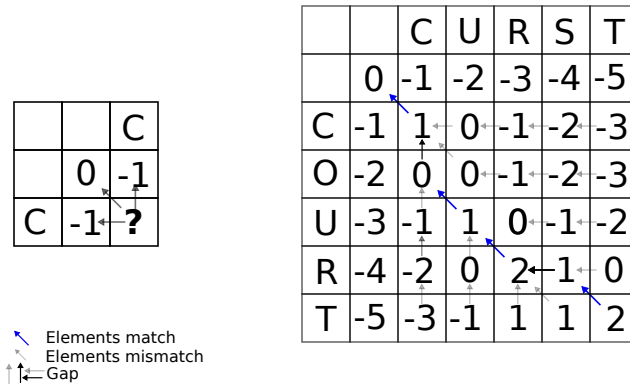 C
0 -1
C -1 ?
C U R S T
0 -1 -2 -3 -4 -5
C -1 1 0 -1 -2 -3
O -2 0 0 -1 -2 -3
U -3 -1 1 0 -1 -2
R -4 -2 0 2 1 0
T -5 -3 -1 1 1 2
Elements match
Elements mismatch
Gap